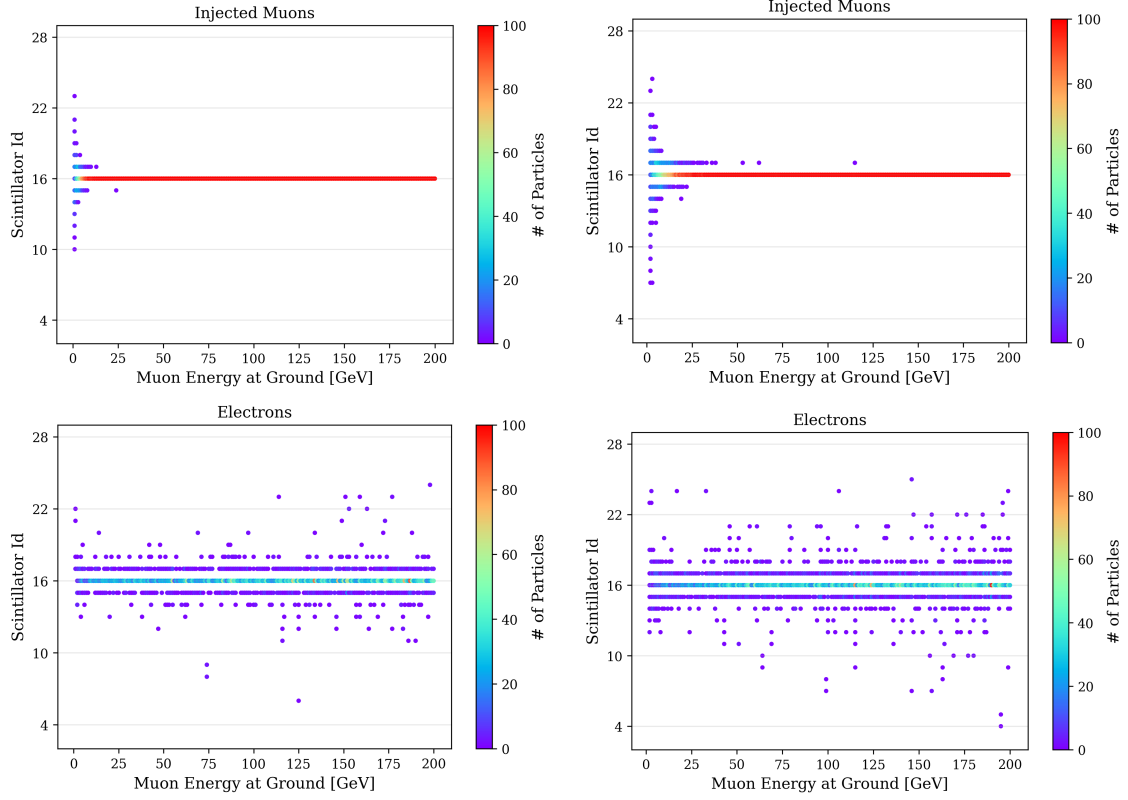 Injected Muons
28
22
16
10
4
Scintillator Id
0 25 50 75 100 125 150 175 200
Muon Energy at Ground [GeV]
100
80
60
40
20
0
# of Particles
Injected Muons
28
22
16
10
4
Scintillator Id
0 25 50 75 100 125 150 175 200
Muon Energy at Ground [GeV]
100
80
60
40
20
0
# of Particles
Electrons
28
22
16
10
4
Scintillator Id
0 25 50 75 100 125 150 175 200
Muon Energy at Ground [GeV]
100
80
60
40
20
0
# of Particles
Electrons
28
22
16
10
4
Scintillator Id
0 25 50 75 100 125 150 175 200
Muon Energy at Ground [GeV]
100
80
60
40
20
0
# of Particles